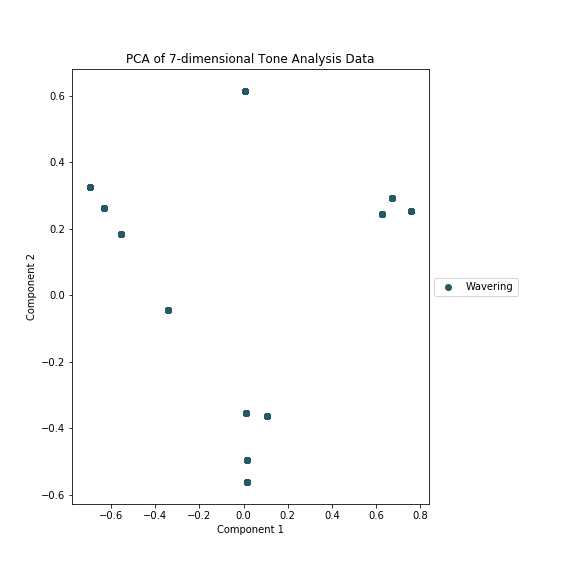 PCA of 7-dimensional Tone Analysis Data
0.6
0.4
0.2
0.0
−0.2
−0.4
−0.6
Component 2
Wavering
−0.6 −0.4 −0.2 0.0 0.2 0.4 0.6 0.8
Component 1